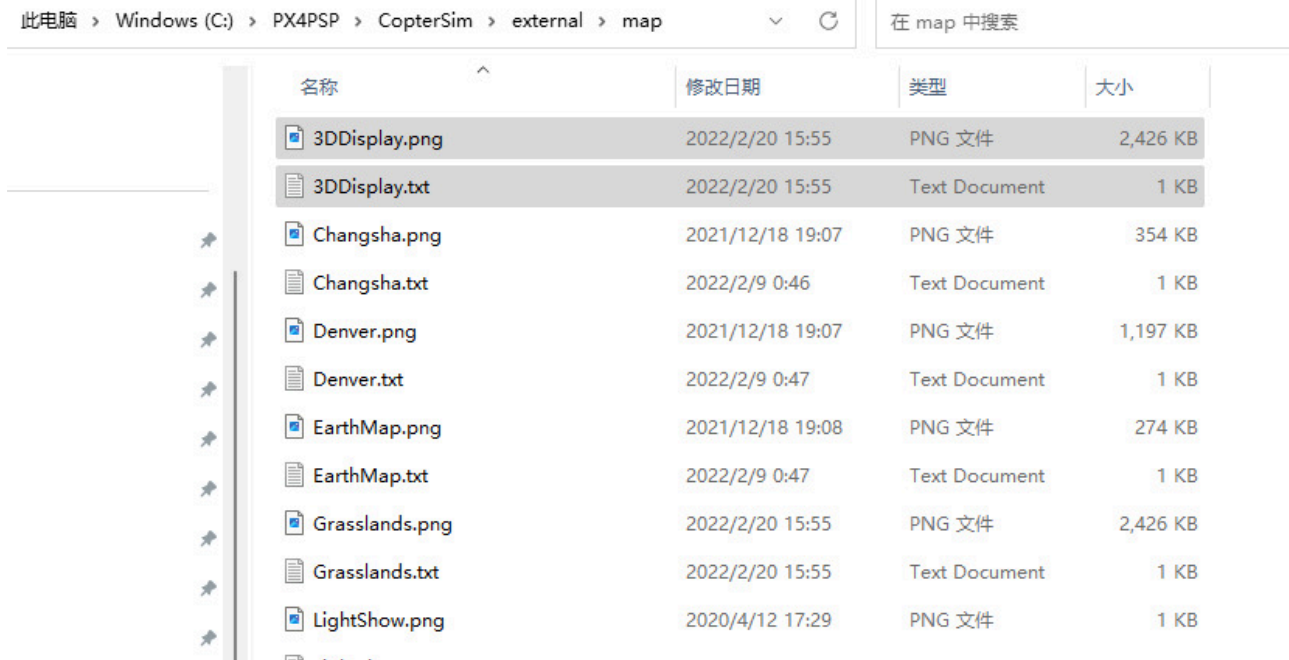 此电脑 > Windows (C:) > PX4PSP > CopterSim > external > map 在 map 中搜索
名称 修改日期 类型 大小
3DDisplay.png 2022/2/20 15:55 PNG 文件 2,426 KB
3DDisplay.txt 2022/2/20 15:55 Text Document 1 KB
Changsha.png 2021/12/18 19:07 PNG 文件 354 KB
Changsha.txt 2022/2/9 0:46 Text Document 1 KB
Denver.png 2021/12/18 19:07 PNG 文件 1,197 KB
Denver.txt 2022/2/9 0:47 Text Document 1 KB
EarthMap.png 2021/12/18 19:08 PNG 文件 274 KB
EarthMap.txt 2022/2/9 0:47 Text Document 1 KB
Grasslands.png 2022/2/20 15:55 PNG 文件 2,426 KB
Grasslands.txt 2022/2/20 15:55 Text Document 1 KB
LightShow.png 2020/4/12 17:29 PNG 文件 1 KB